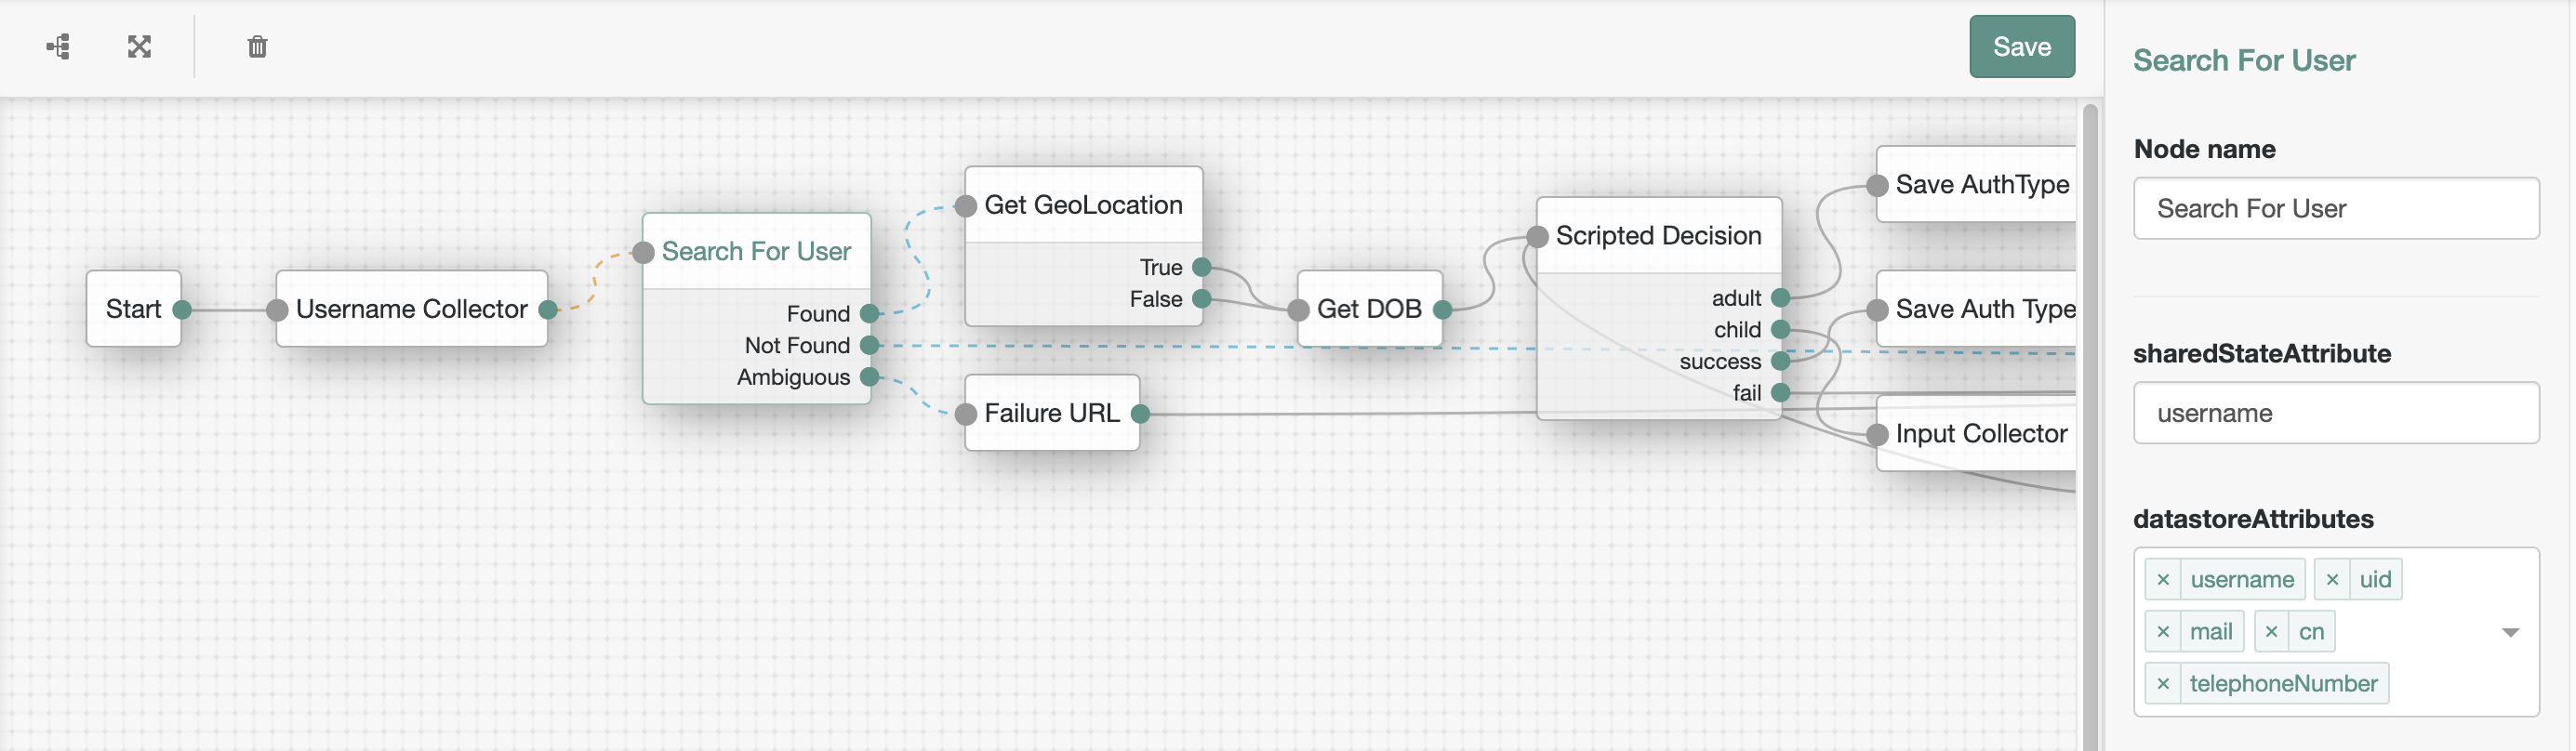 Save
Start
Username Collector
Search For User
Found
Not Found
Ambiguous
Get GeoLocation
True
False
Failure URL
Get DOB
Scripted Decision
adult
child
success
fail
Save AuthType
Save Auth Type
Input Collector
Search For User
Node name
Search For User
sharedStateAttribute
username
datastoreAttributes
× username × uid
× mail × cn
× telephoneNumber